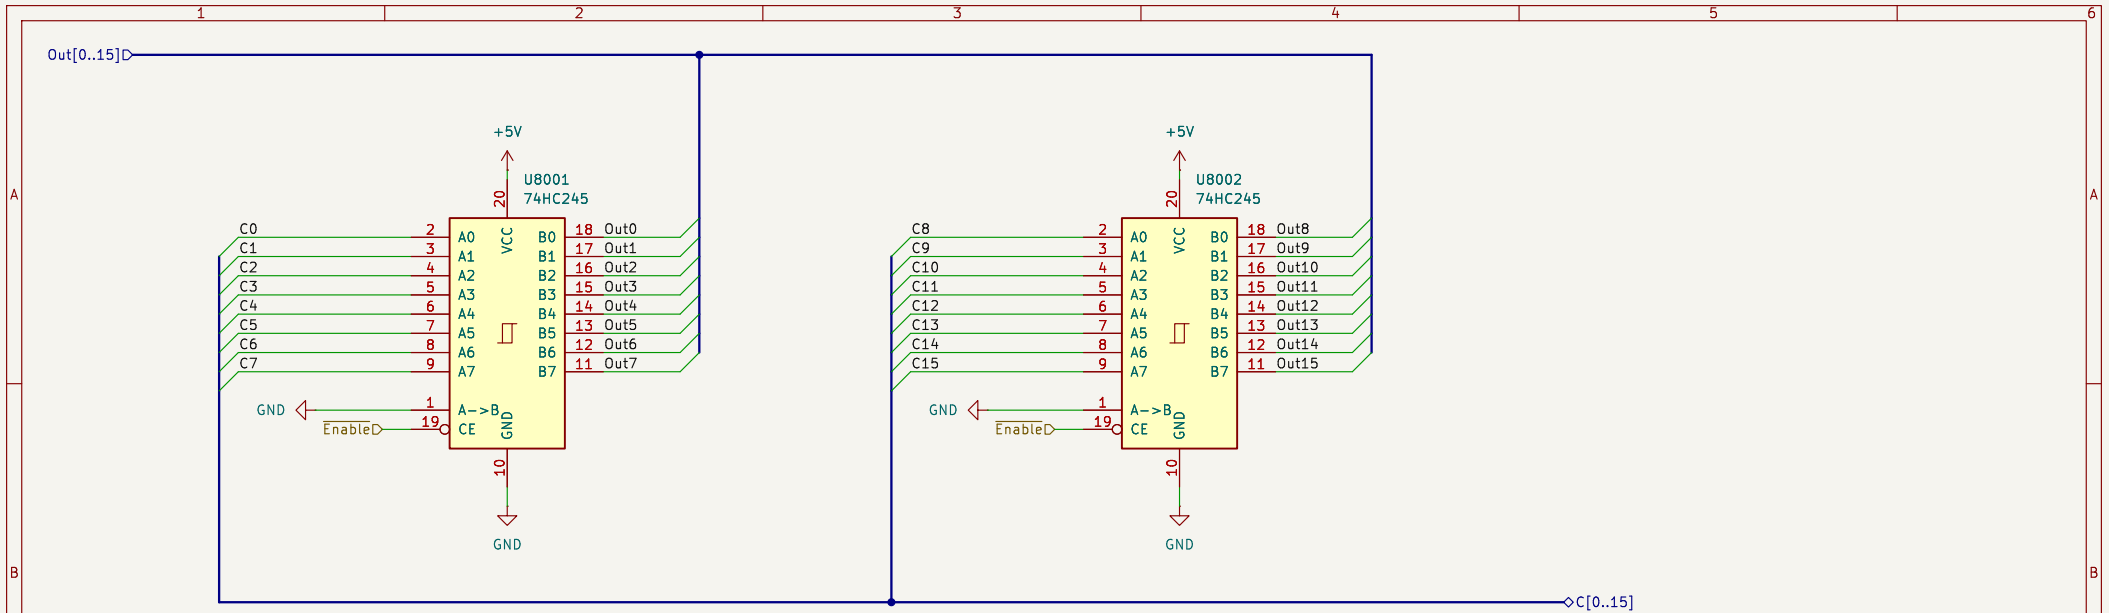 1 2 3 4 5 6
Out[0..15]
+5V +5V
U8001 U8002
74HC245 74HC245
A A
20 20
C0 2 A0 VCC B0 18 Out0 C8 2 A0 VCC B0 18 Out8
C1 3 A1 B1 17 Out1 C9 3 A1 B1 17 Out9
C2 4 A2 B2 16 Out2 C10 4 A2 B2 16 Out10
C3 5 A3 B3 15 Out3 C11 5 A3 B3 15 Out11
C4 6 A4 B4 14 Out4 C12 6 A4 B4 14 Out12
C5 7 A5 B5 13 Out5 C13 7 A5 B5 13 Out13
C6 8 A6 B6 12 Out6 C14 8 A6 B6 12 Out14
C7 9 A7 B7 11 Out7 C15 9 A7 B7 11 Out15
GND 1 A->B GND GND 1 A->B GND
Enable 19 CE Enable 19 CE
10 10
GND GND
B B
C[0..15]